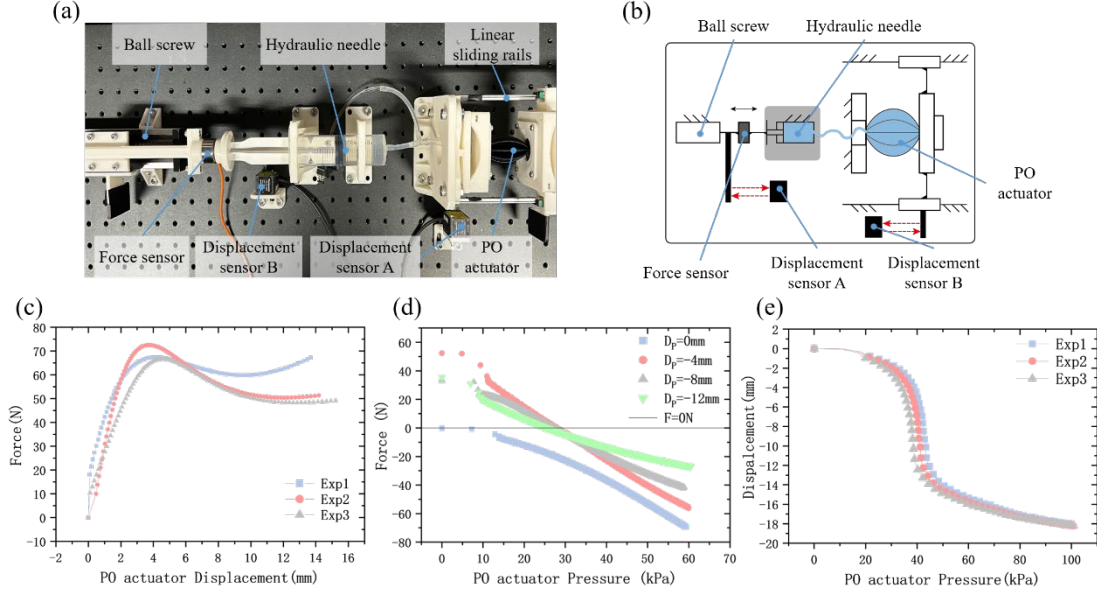 (a)
Ball screw
Hydraulic needle
Linear
sliding rails
Force sensor
Displacement
sensor B
Displacement
sensor A
PO
actuator
(b)
Ball screw
Hydraulic needle
PO
actuator
Force sensor
Displacement
sensor A
Displacement
sensor B
(c)
80
70
60
50
40
30
20
10
0
-10
-2
0
2
4
6
8
10
12
14
16
Force(N)
PO actuator Displacement(mm)
Exp1
Exp2
Exp3
(d)
80
60
40
20
0
-20
-40
-60
-80
0
10
20
30
40
50
60
70
Force (N)
PO actuator Pressure (kPa)
D_P=0mm
D_P=-4mm
D_P=-8mm
D_P=-12mm
F=0N
(e)
2
0
-2
-4
-6
-8
-10
-12
-14
-16
-18
-20
0
20
40
60
80
100
Dispalcement(mm)
PO actuator Pressure(kPa)
Exp1
Exp2
Exp3